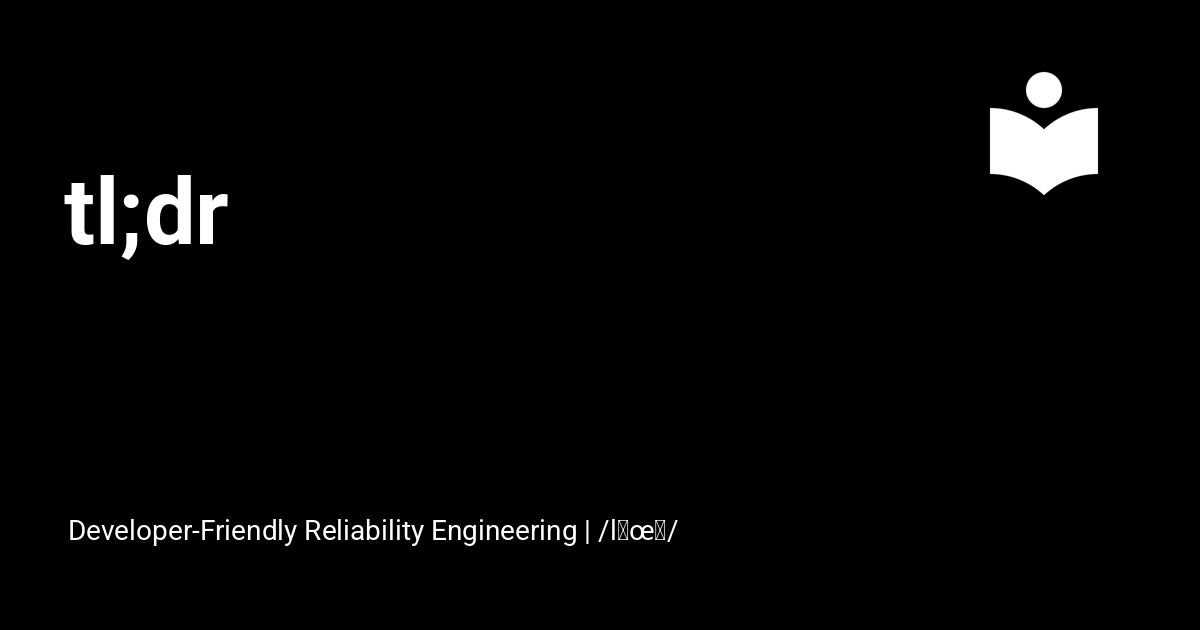 tl;dr
Developer-Friendly Reliability Engineering | /l▯œ▯/